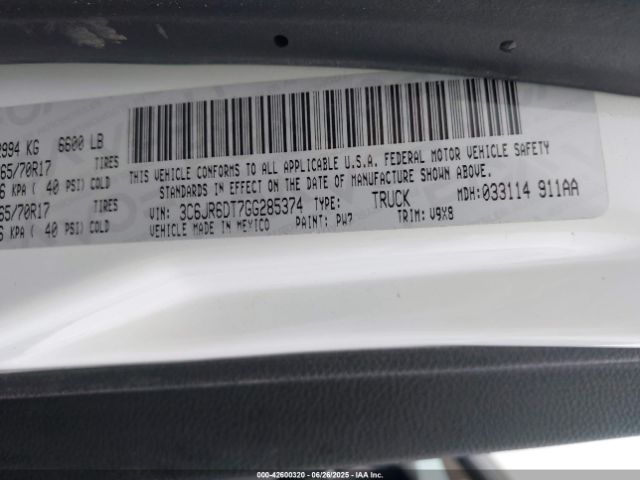 2994 KG 6600 LB
65/70R17 TIRES
6 KPA ( 40 PSI) COLD
65/70R17 TIRES
6 KPA ( 40 PSI) COLD
THIS VEHICLE CONFORMS TO ALL APPLICABLE U.S.A. FEDERAL MOTOR VEHICLE SAFETY
STANDARDS IN EFFECT ON THE DATE OF MANUFACTURE SHOWN ABOVE.
VIN: 3C6JR6DT7GG285374 TYPE: TRUCK MDH:033114 911AA
VEHICLE MADE IN MEXICO PAINT: PW7 TRIM: V9X8
000-42600320 | 06/26/2025 | IAAI.COM